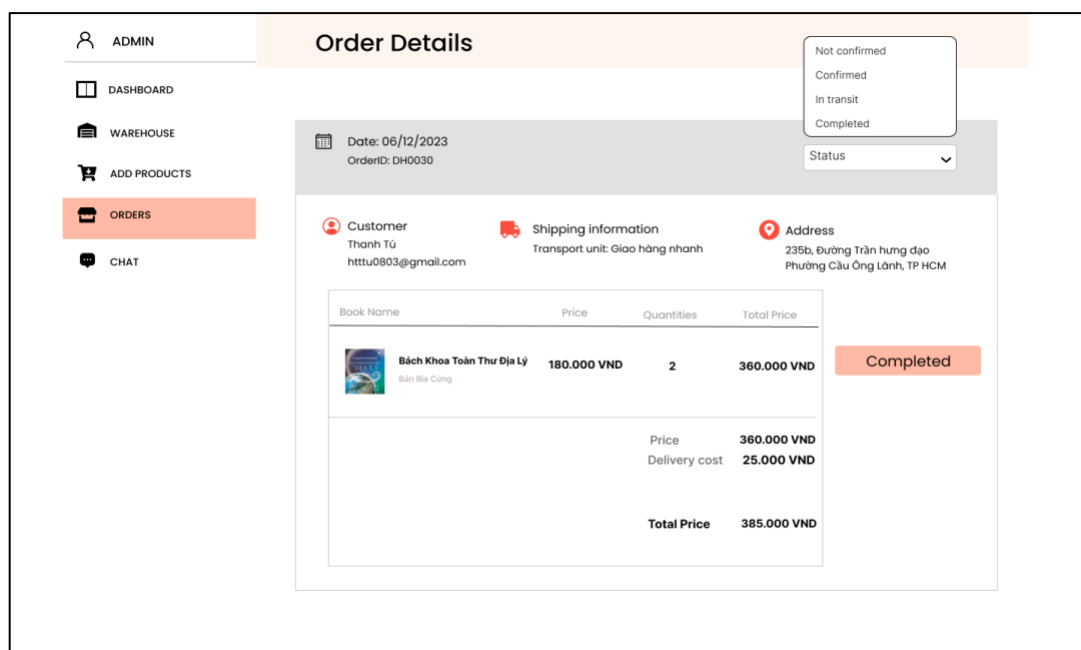 ADMIN
DASHBOARD
WAREHOUSE
ADD PRODUCTS
ORDERS
CHAT
Order Details
Not confirmed
Confirmed
In transit
Completed
Status
Date: 06/12/2023
OrderID: DH0030
Customer
Thanh Tú
htttu0803@gmail.com
Shipping information
Transport unit: Giao hàng nhanh
Address
235b, Đường Trần hưng đạo
Phường Cầu Ông Lãnh, TP HCM
Book Name Price Quantities Total Price
Bách Khoa Toàn Thư Địa Lý 180.000 VND 2 360.000 VND
Bản Bìa Cứng
Completed
Price 360.000 VND
Delivery cost 25.000 VND
Total Price 385.000 VND